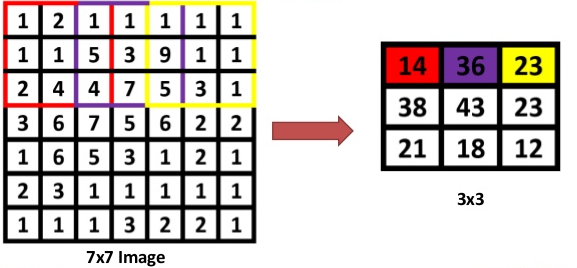 1 2 1 1 1 1 1
1 1 5 3 9 1 1
2 4 4 7 5 3 1
3 6 7 5 6 2 2
1 6 5 3 1 2 1
2 3 1 1 1 1 1
1 1 1 3 2 2 1
7x7 Image
14 36 23
38 43 23
21 18 12
3x3